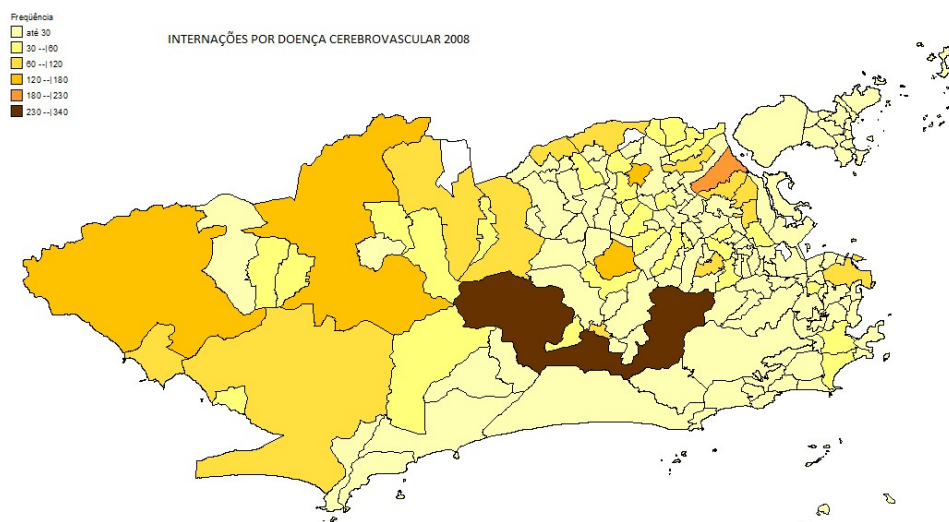 Freqüência
até 30
30 --|60
60 --|120
120 --|180
180 --|230
230 --|340
INTERNAÇÕES POR DOENÇA CEREBROVASCULAR 2008